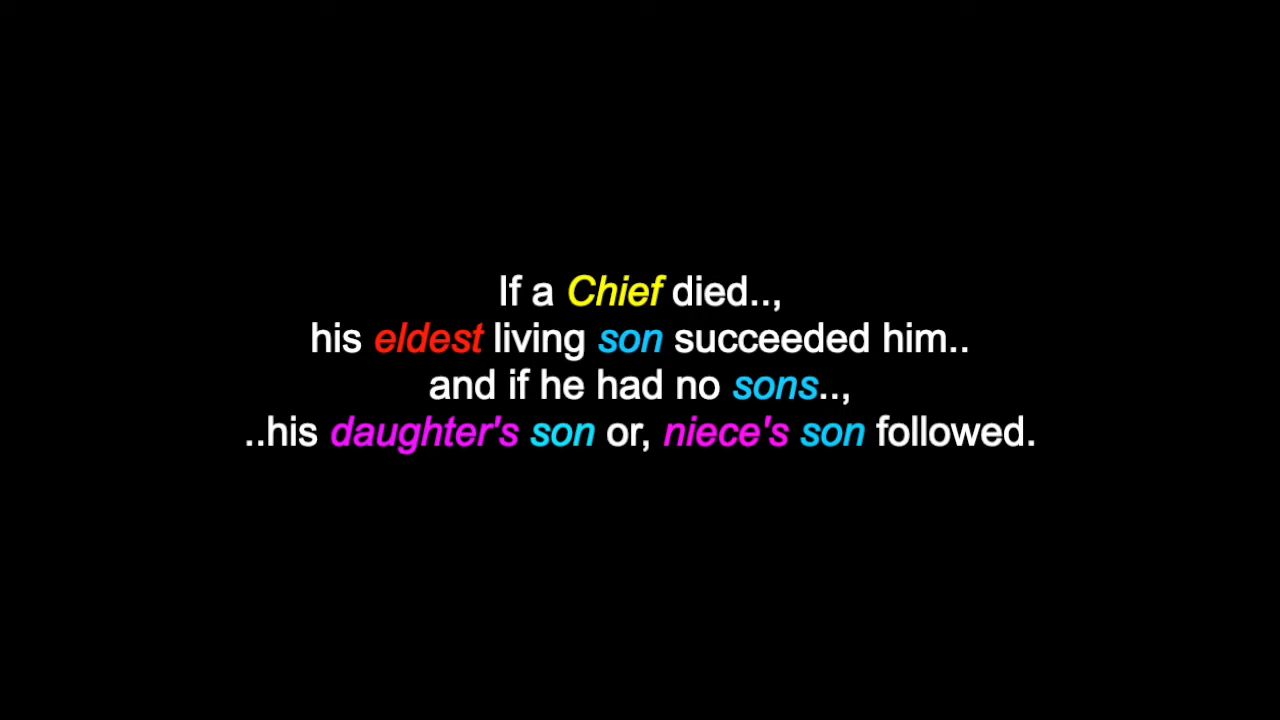 If a Chief died..,
his eldest living son succeeded him..
and if he had no sons..,
..his daughter's son or, niece's son followed.